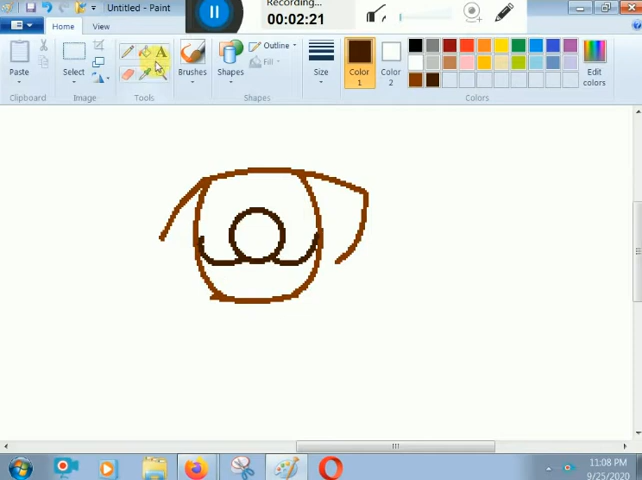 Untitled - Paint
Recording...
00:02:21
Home
View
Paste
Select
Brushes
Shapes
Outline
Fill
Size
Color
1
Color
2
Edit
colors
Clipboard
Image
Tools
Shapes
Colors
11:08 PM
9/25/2020